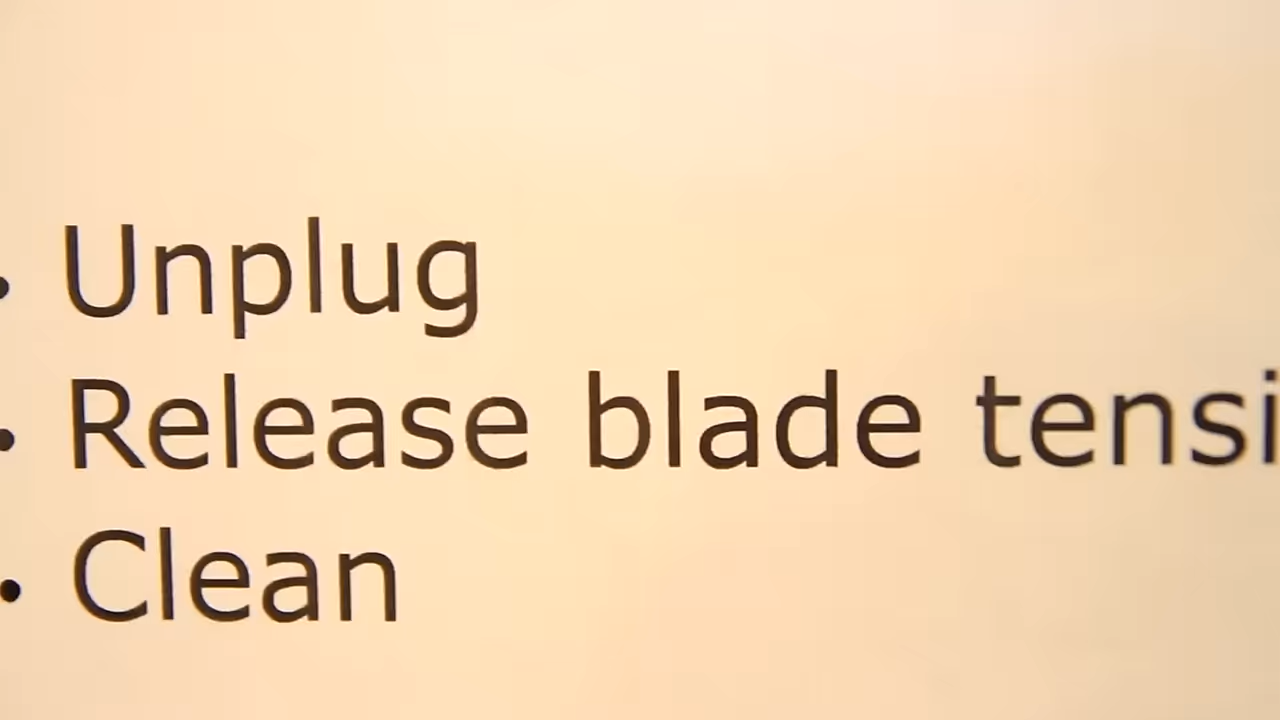 • Unplug
• Release blade tensi
• Clean